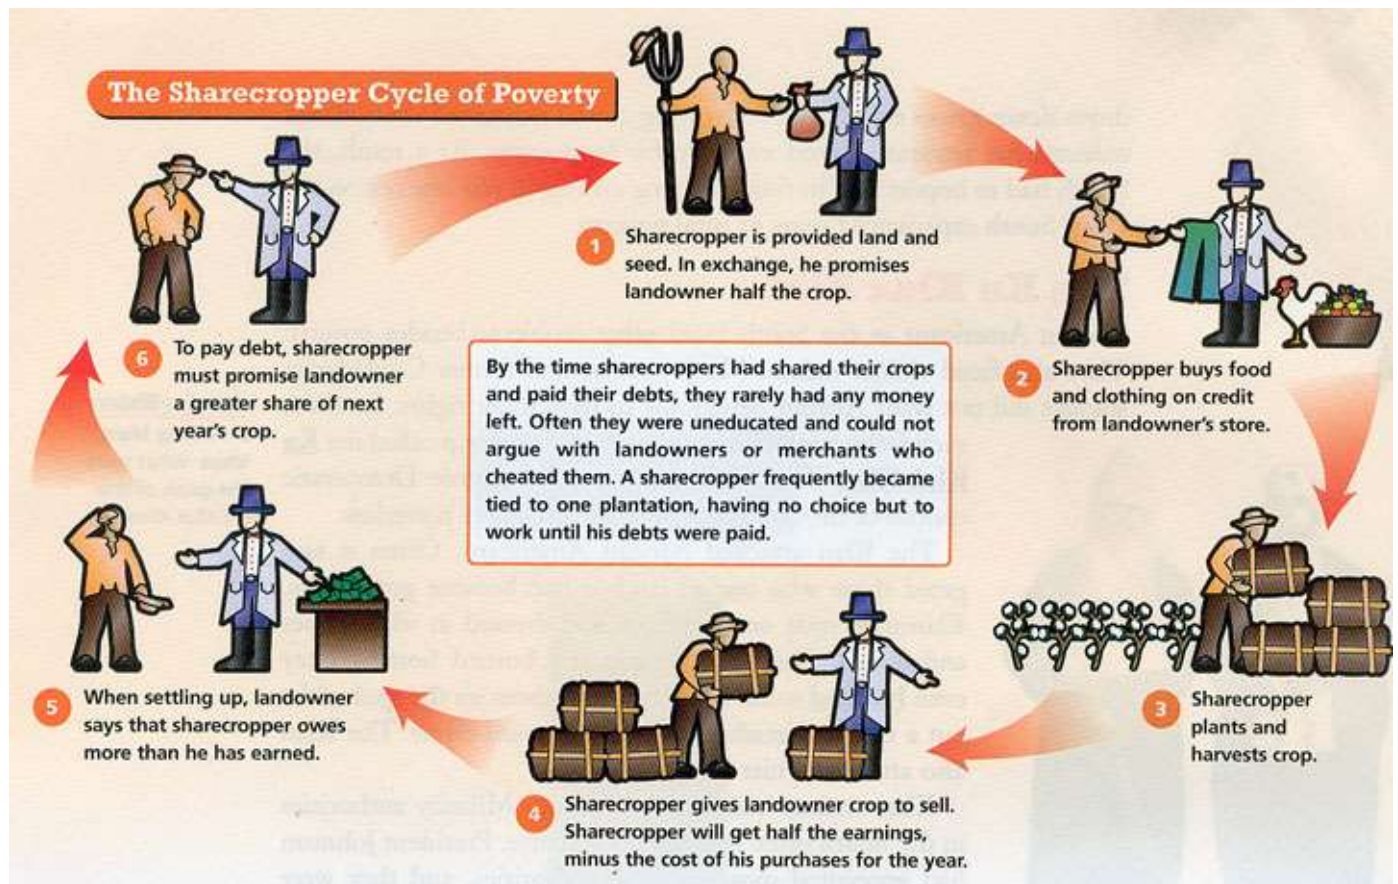 The Sharecropper Cycle of Poverty
1
Sharecropper is provided land and
seed. In exchange, he promises
landowner half the crop.
2
Sharecropper buys food
and clothing on credit
from landowner's store.
3
Sharecropper
plants and
harvests crop.
4
Sharecropper gives landowner crop to sell.
Sharecropper will get half the earnings,
minus the cost of his purchases for the year.
5
When settling up, landowner
says that sharecropper owes
more than he has earned.
6
To pay debt, sharecropper
must promise landowner
a greater share of next
year's crop.
By the time sharecroppers had shared their crops
and paid their debts, they rarely had any money
left. Often they were uneducated and could not
argue with landowners or merchants who
cheated them. A sharecropper frequently became
tied to one plantation, having no choice but to
work until his debts were paid.